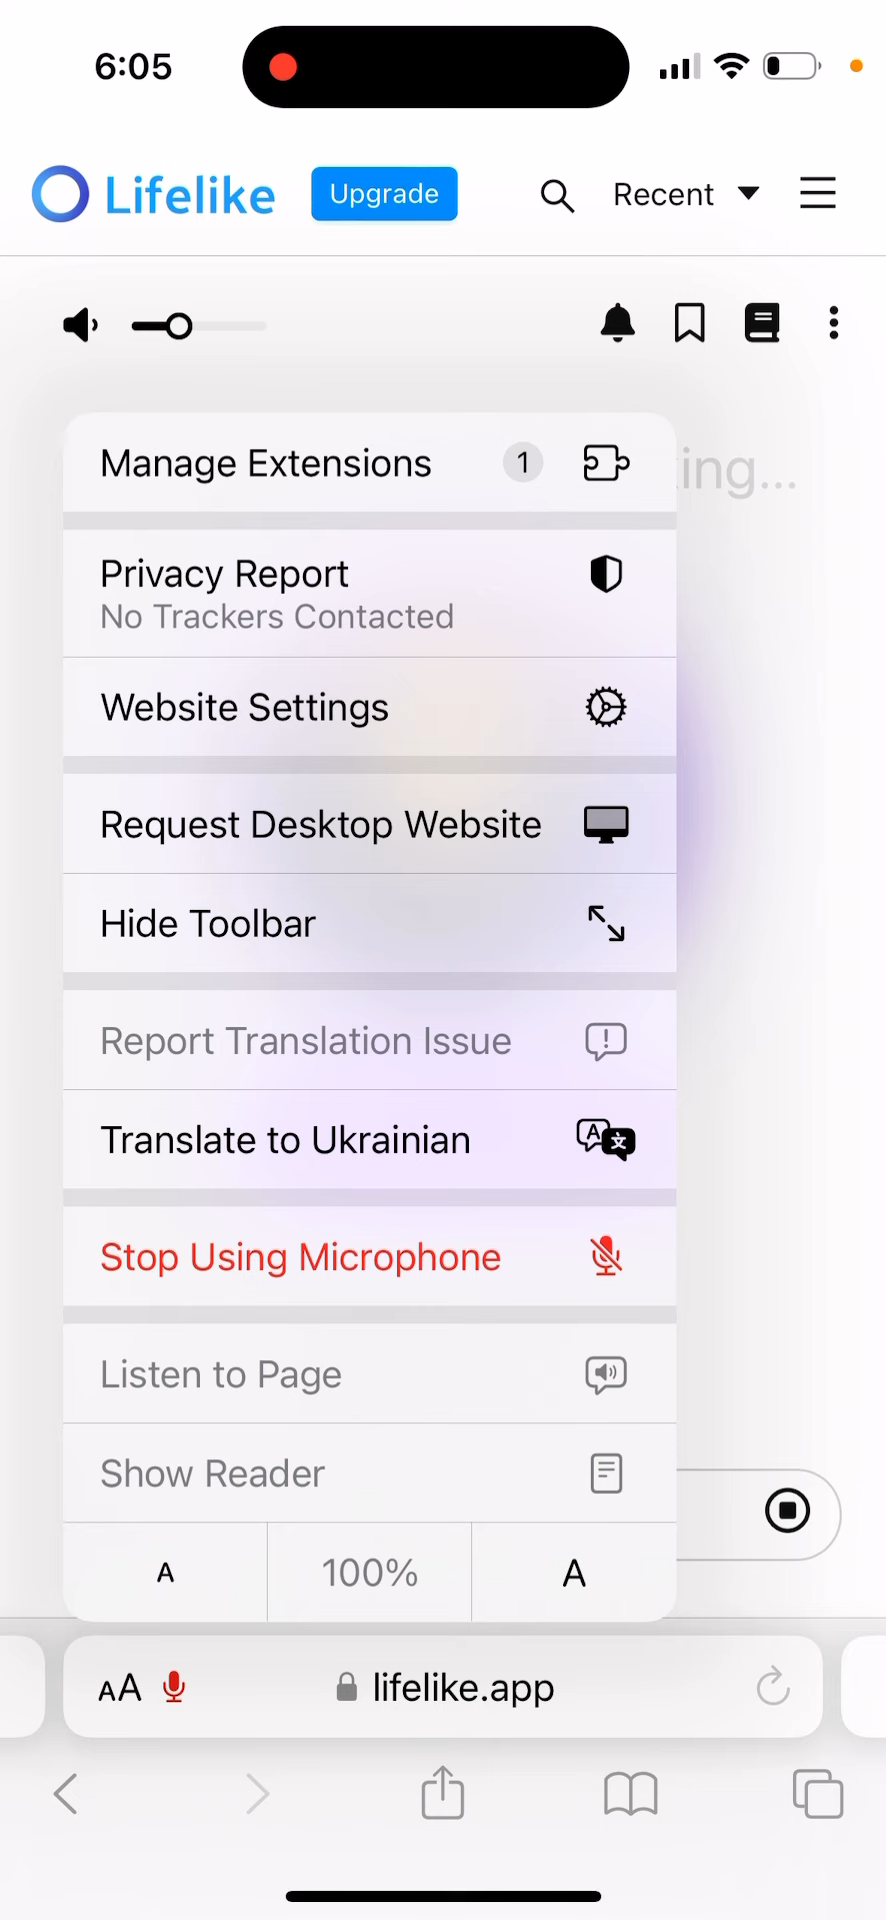 6:05
Lifelike
Upgrade
Recent
Manage Extensions 1
Privacy Report
No Trackers Contacted
Website Settings
Request Desktop Website
Hide Toolbar
Report Translation Issue
Translate to Ukrainian
A 文
Stop Using Microphone
Listen to Page
Show Reader
A 100% A
AA lifelike.app